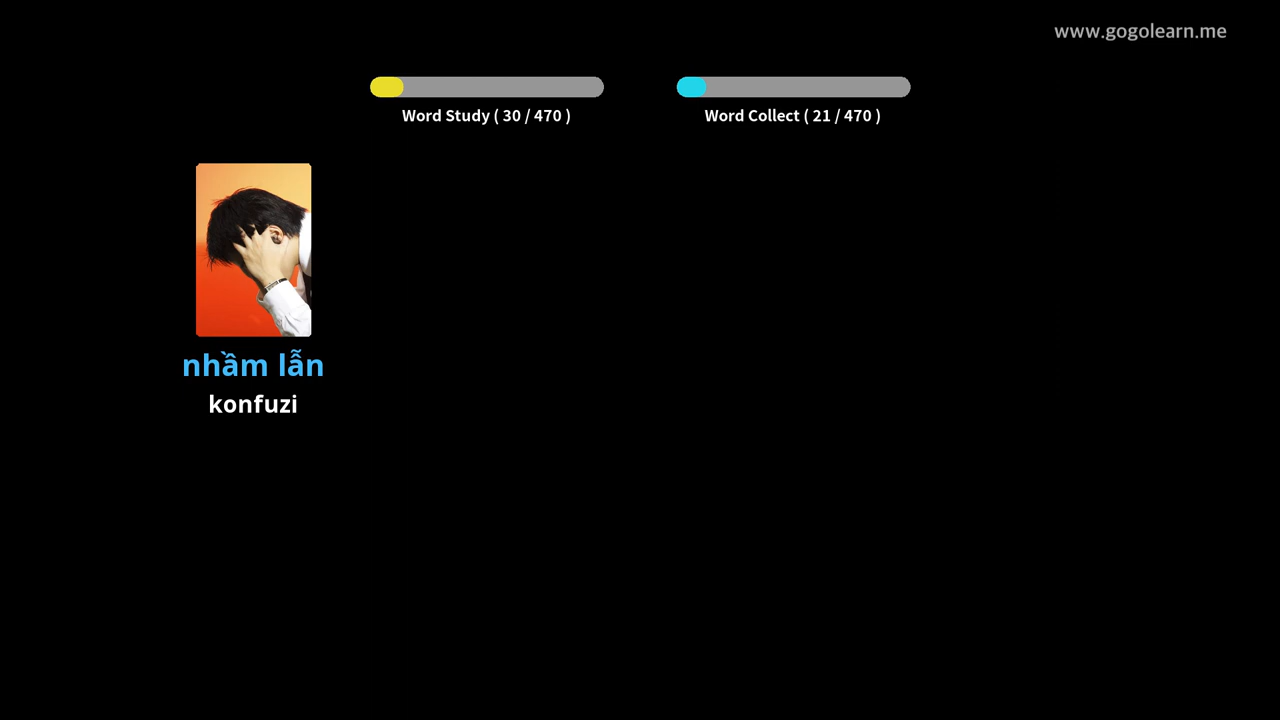 www.gogolearn.me
Word Study ( 30 / 470 )
Word Collect ( 21 / 470 )
nhầm lẫn
konfuzi